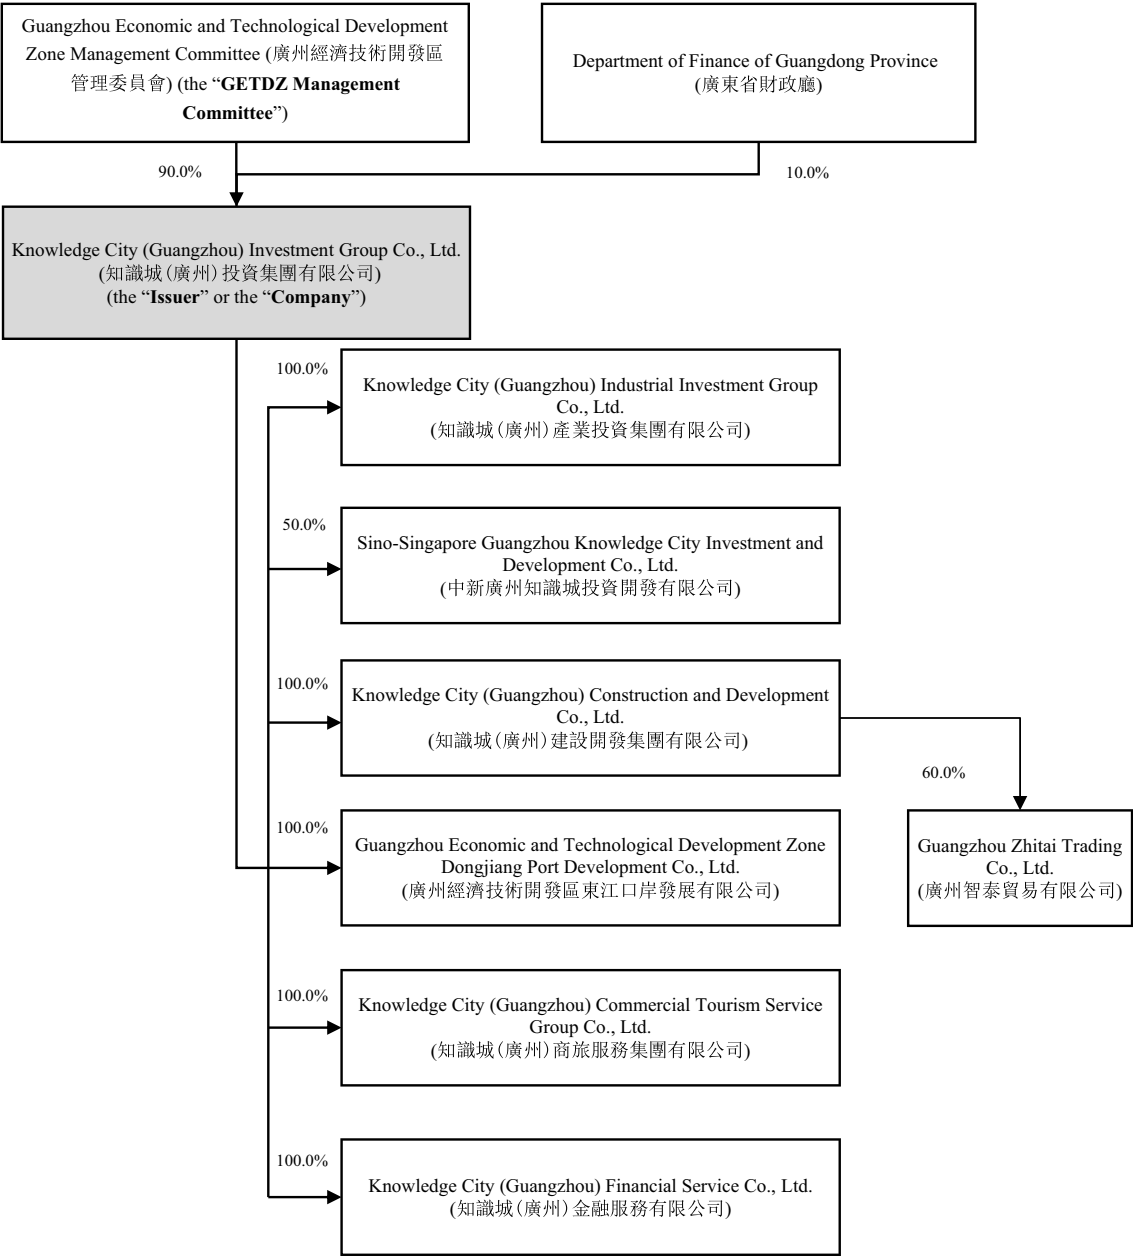 Guangzhou Economic and Technological Development
Zone Management Committee (廣州經濟技術開發區
管理委員會) (the “GETDZ Management
Committee”)
Department of Finance of Guangdong Province
(廣東省財政廳)
90.0%
10.0%
Knowledge City (Guangzhou) Investment Group Co., Ltd.
(知識城(廣州)投資集團有限公司)
(the “Issuer” or the “Company”)
100.0%
Knowledge City (Guangzhou) Industrial Investment Group
Co., Ltd.
(知識城(廣州)產業投資集團有限公司)
50.0%
Sino-Singapore Guangzhou Knowledge City Investment and
Development Co., Ltd.
(中新廣州知識城投資開發有限公司)
100.0%
Knowledge City (Guangzhou) Construction and Development
Co., Ltd.
(知識城(廣州)建設開發集團有限公司)
60.0%
Guangzhou Zhitai Trading
Co., Ltd.
(廣州智泰貿易有限公司)
100.0%
Guangzhou Economic and Technological Development Zone
Dongjiang Port Development Co., Ltd.
(廣州經濟技術開發區東江口岸發展有限公司)
100.0%
Knowledge City (Guangzhou) Commercial Tourism Service
Group Co., Ltd.
(知識城(廣州)商旅服務集團有限公司)
100.0%
Knowledge City (Guangzhou) Financial Service Co., Ltd.
(知識城(廣州)金融服務有限公司)